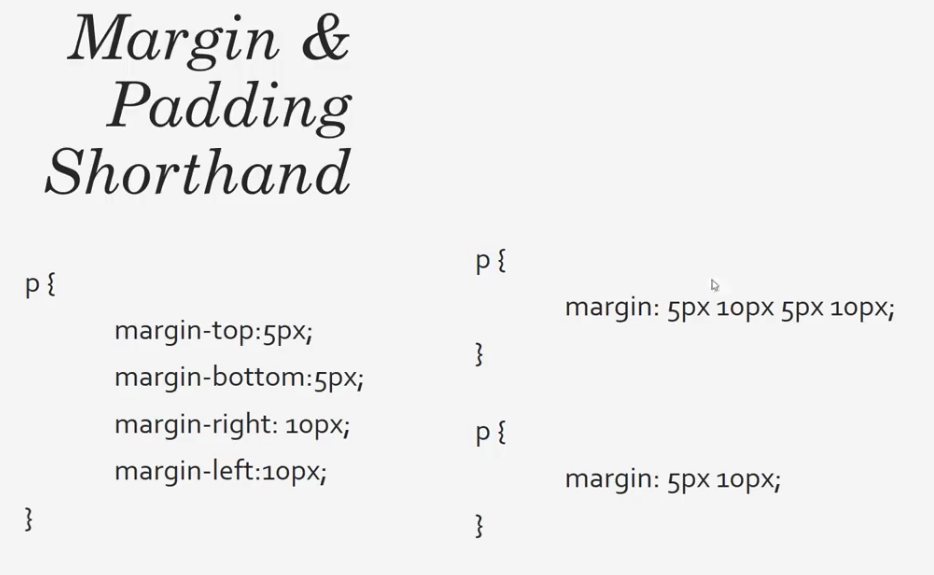 Margin &
Padding
Shorthand
p {
margin-top:5px;
margin-bottom:5px;
margin-right: 10px;
margin-left:10px;
}
p {
margin: 5px 10px 5px 10px;
}
p {
margin: 5px 10px;
}